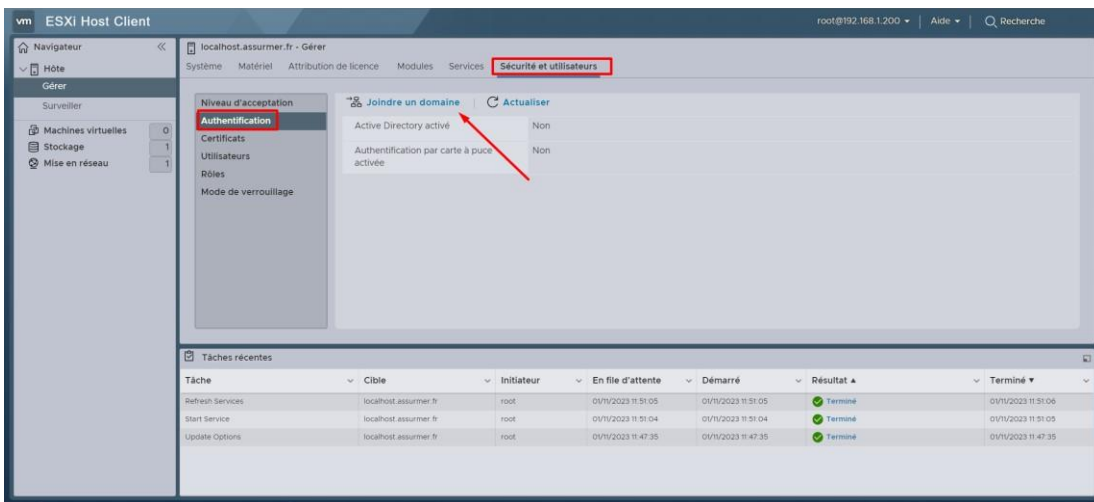 vm ESXi Host Client
root@192.168.1.200 | Aide | Recherche
Navigateur
Hôte
Gérer
Surveiller
Machines virtuelles 0
Stockage 1
Mise en réseau 1
localhost.assurmer.fr - Gérer
Système Matériel Attribution de licence Modules Services Sécurité et utilisateurs
Niveau d'acceptation
Authentification
Certificats
Utilisateurs
Rôles
Mode de verrouillage
Joindre un domaine | Actualiser
Active Directory activé Non
Authentification par carte à puce Non
activée
Tâches récentes
Tâche Cible Initiateur En file d'attente Démarré Résultat Terminé
Refresh Services localhost.assurmer.fr root 01/11/2023 11:51:05 01/11/2023 11:51:05 Terminé 01/11/2023 11:51:06
Start Service localhost.assurmer.fr root 01/11/2023 11:51:04 01/11/2023 11:51:04 Terminé 01/11/2023 11:51:05
Update Options localhost.assurmer.fr root 01/11/2023 11:47:35 01/11/2023 11:47:35 Terminé 01/11/2023 11:47:35